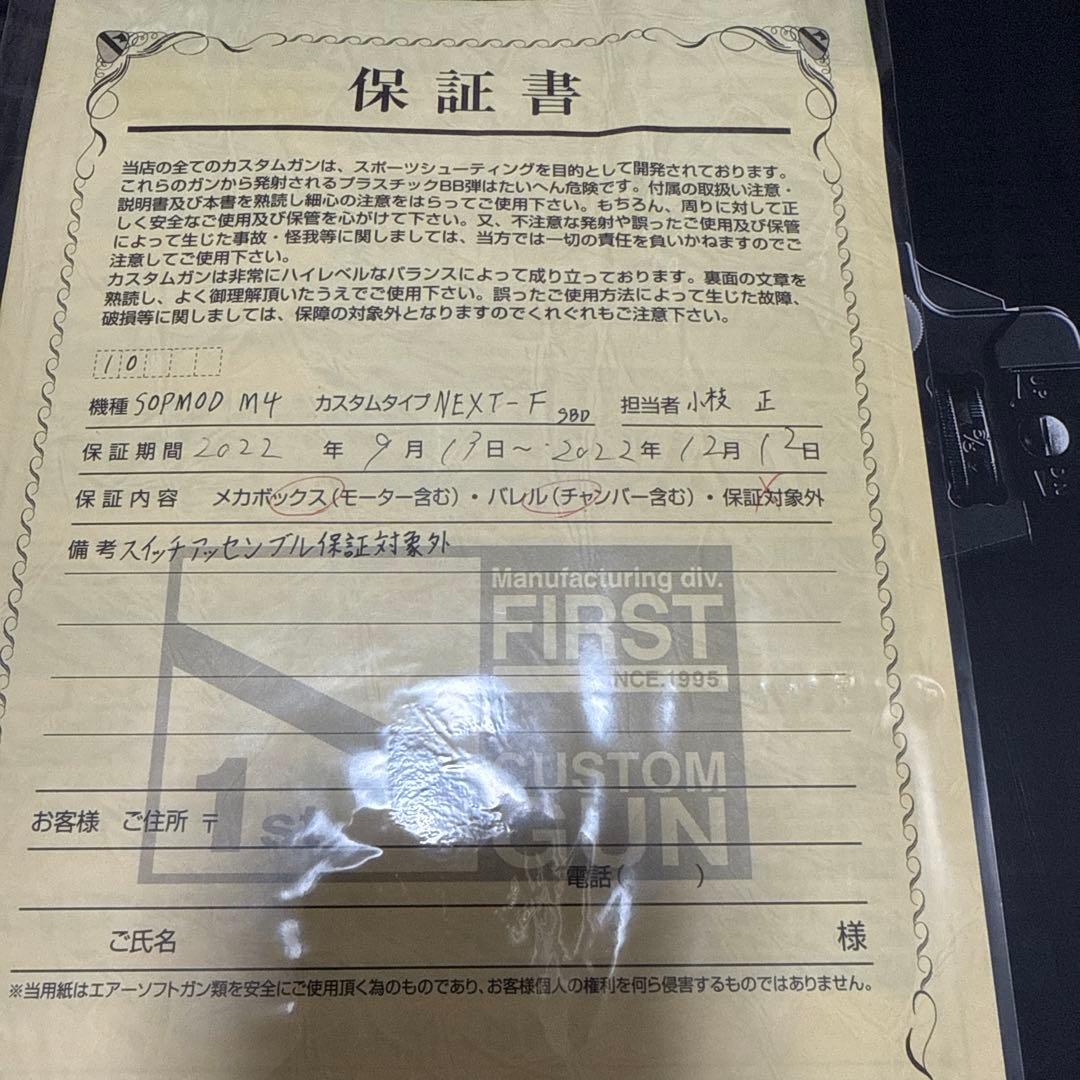 保証書
当店の全てのカスタムガンは、スポーツシューティングを目的として開発されております。
これらのガンから発射されるプラスチックBB弾はたいへん危険です。付属の取扱い注意・
説明書及び本書を熟読し細心の注意をはらってご使用下さい。もちろん、周りに対して正
しく安全なご使用及び保管を心がけて下さい。又、不注意な発射や誤ったご使用及び保管
によって生じた事故・怪我等に関しましては、当方では一切の責任を負いかねますのでご
注意してご使用下さい。
カスタムガンは非常にハイレベルなバランスによって成り立っております。裏面の文章を
熟読し、よく御理解頂いたうえでご使用下さい。誤ったご使用方法によって生じた故障、
破損等に関しましては、保障の対象外となりますのでくれぐれもご注意下さい。
10
機種 SOPMOD M4 カスタムタイプ NEXT-F SBD 担当者 小枝 正
保証期間 2022 年 9月 13日～2022年 12月 12日
保証内容 メカボックス(モーター含む)・バレル(チャンバー含む)・保証対象外
備考 スイッチアッセンブル保証対象外
Manufacturing div.
FIRST
NCE.1995
1st
CUSTOM
GUN
お客様 ご住所 〒
電話( )
ご氏名 様
※当用紙はエアーソフトガン類を安全にご使用頂く為のものであり、お客様個人の権利を何ら侵害するものではありません。